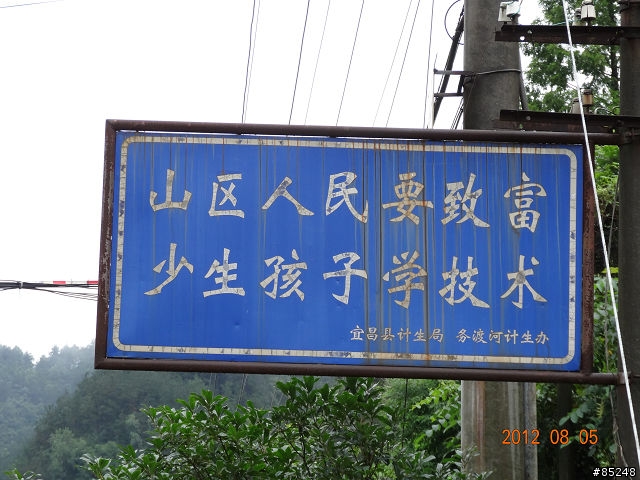 山区人民要致富
少生孩子学技术
宜昌县计生局 务渡河计生办
2012 08 05
#85248